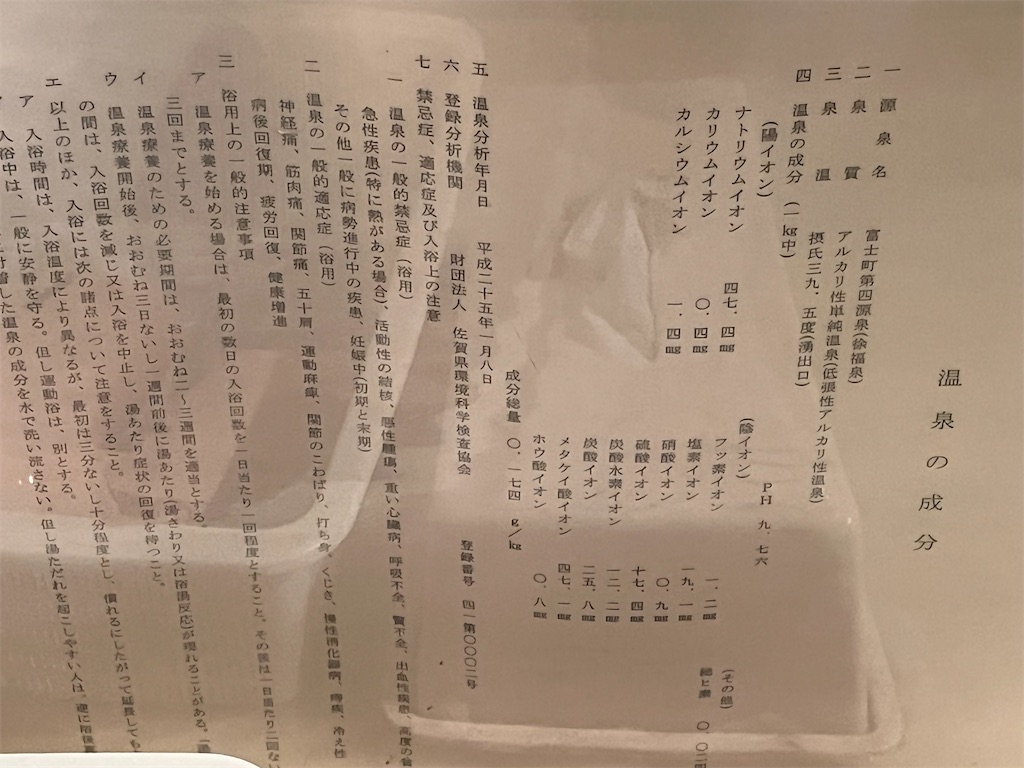 温泉の成分
一 源泉名 富士町第四源泉(徐福泉)
二 泉質 アルカリ性単純温泉(低張性アルカリ性温泉)
三 泉温 摂氏三九、五度(湧出口)
四 温泉の成分 (一kg中) PH 九、七六
(陽イオン)
ナトリウムイオン 四七、四mg
カリウムイオン 〇、四mg
カルシウムイオン 一、四mg
(陰イオン)
フッ素イオン 一、二mg
塩素イオン 一九、一mg
硝酸イオン 〇、九mg
硫酸イオン 十七、四mg
炭酸水素イオン 一二、二mg
炭酸イオン 二五、八mg
メタケイ酸イオン 四七、一mg
ホウ酸イオン 〇、八mg
(その他)
総ヒ素 〇、〇二
成分総量 〇、一七四 g/kg
五 温泉分析年月日 平成二十五年一月八日
六 登録分析機関 財団法人 佐賀県環境科学検査協会 登録番号 四一第〇〇〇二号
七 禁忌症、適応症及び入浴上の注意
一 温泉の一般的禁忌症(浴用)
急性疾患(特に熱がある場合)、活動性の結核、悪性腫瘍、重い心臓病、呼吸不全、腎不全、出血性疾患、高度の
その他一般に病勢進行中の疾患、妊娠中(初期と末期)
二 温泉の一般的適応症(浴用)
神経痛、筋肉痛、関節痛、五十肩、運動麻痺、関節のこわばり、打ち身、くじき、慢性消化器病、痔疾、冷え性
病後回復期、疲労回復、健康増進
三 浴用上の一般的注意事項
ア 温泉療養を始める場合は、最初の数日の入浴回数を一日当たり一回程度とすること。その後は一日当たり二回ない
三回までとする。
イ 温泉療養のための必要期間は、おおむね二~三週間を適当とする。
ウ 温泉療養開始後、おおむね三日ないし一週間前後に湯あたり(湯さわり又は浴湯反応)が現れることがある。
の間は、入浴回数を減じ又は入浴を中止し、湯あたり症状の回復を待つこと。
エ 以上のほか、入浴には次の諸点について注意をすること。
ア 入浴時間は、入浴温度により異なるが、最初は三分ないし十分程度とし、慣れるにしたがって延長しても
入浴中は、一般に安静を守る。但し運動浴は、別とする。
付着した温泉の成分を水で洗い流さない。但し湯ただれを起こしやすい人は、逆に浴後